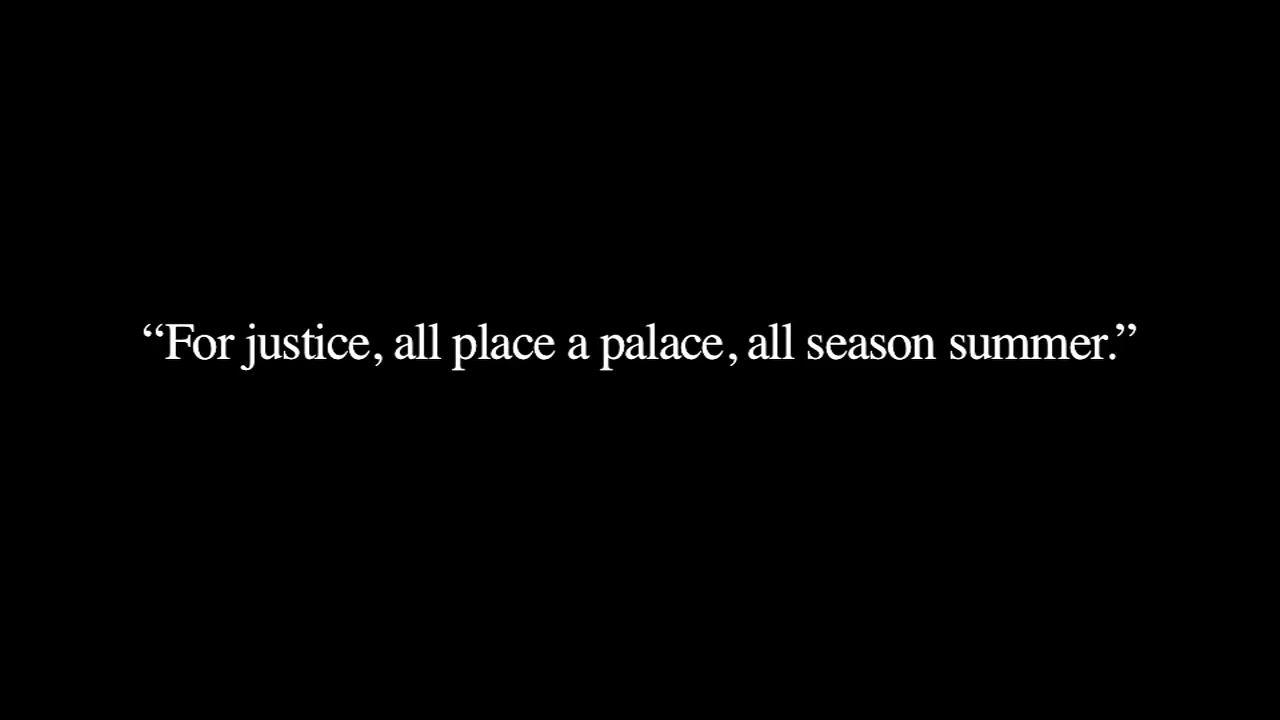 “For justice, all place a palace, all season summer.”